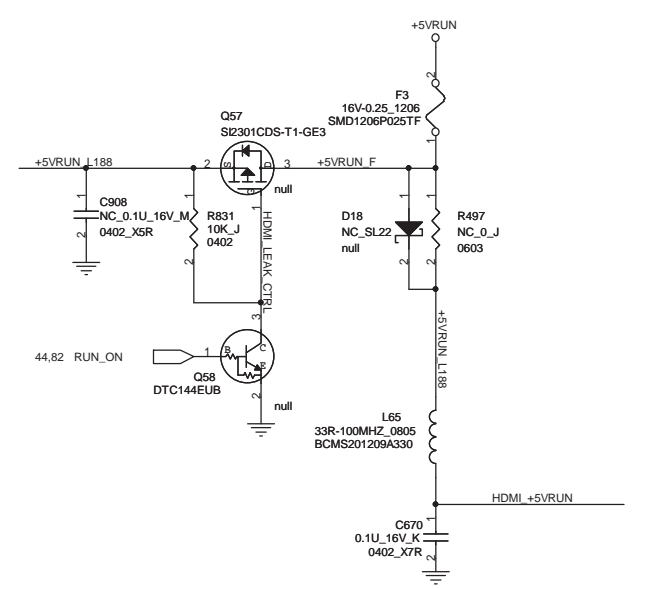 +5VRUN
2
F3
16V-0.25_1206
SMD1206P025TF
1
Q57
SI2301CDS-T1-GE3
+5VRUN_L188
2
S
D
G
3
+5VRUN_F
null
1
C908
NC_0.1U_16V_M
0402_X5R
2
1
R831
10K_J
0402
2
1
HDMI_LEAK_CTRL
3
1
D18
NC_SL22
null
2
1
R497
NC_0_J
0603
2
44,82 RUN_ON
1
B
C
E
Q58
DTC144EUB
2
null
+5VRUN_L188
L65
33R-100MHZ_0805
BCMS201209A330
HDMI_+5VRUN
1
C670
0.1U_16V_K
0402_X7R
2